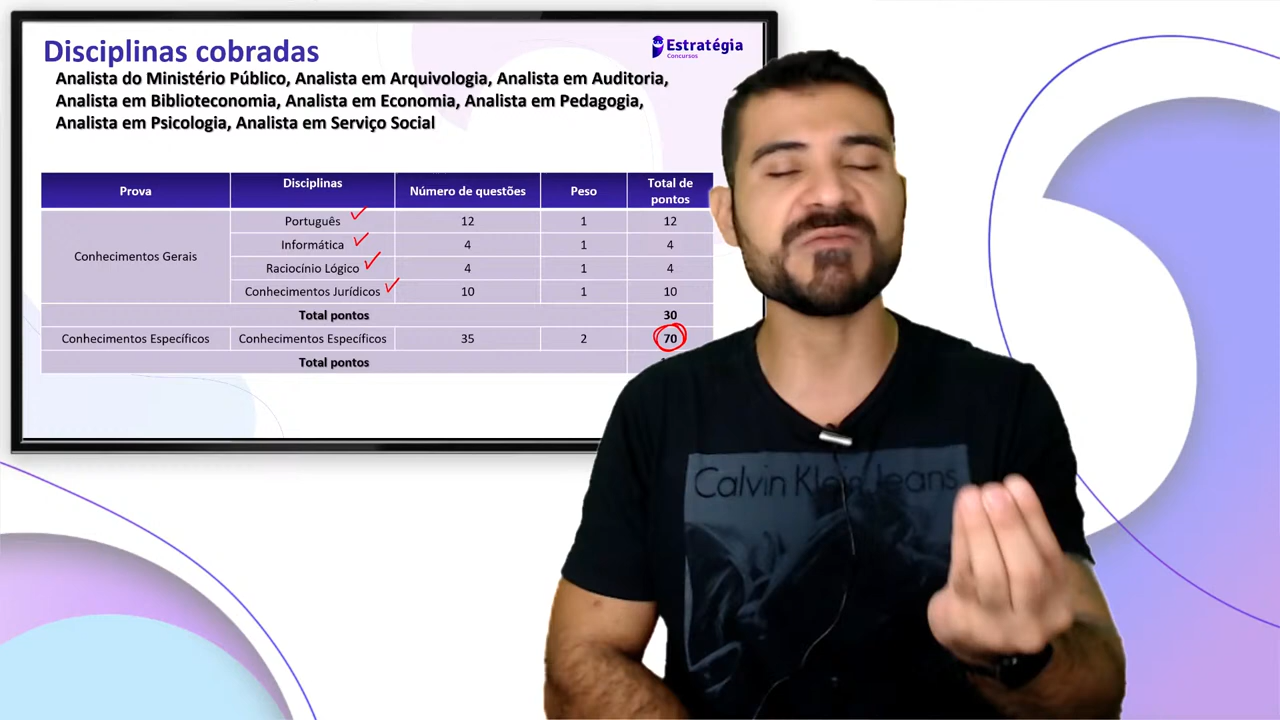 Disciplinas cobradas
Estratégia
Concursos
Analista do Ministério Público, Analista em Arquivologia, Analista em Auditoria,
Analista em Biblioteconomia, Analista em Economia, Analista em Pedagogia,
Analista em Psicologia, Analista em Serviço Social
Prova Disciplinas Número de questões Peso Total de pontos
Conhecimentos Gerais
Português 12 1 12
Informática 4 1 4
Raciocínio Lógico 4 1 4
Conhecimentos Jurídicos 10 1 10
Total pontos 30
Conhecimentos Específicos Conhecimentos Específicos 35 2 70
Total pontos
Calvin Klein Jeans